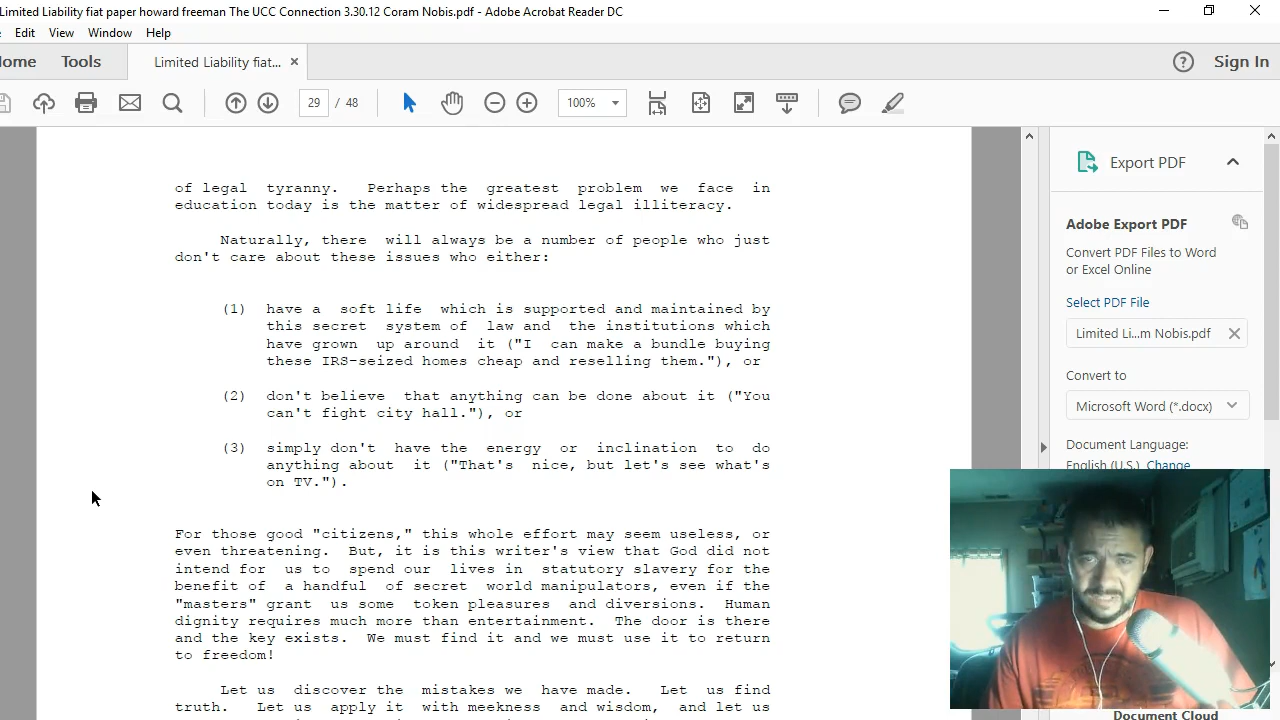 Limited Liability fiat paper howard freeman The UCC Connection 3.30.12 Coram Nobis.pdf - Adobe Acrobat Reader DC
Edit View Window Help
Home Tools Limited Liability fiat... × Sign In
29 / 48 100%
of legal tyranny. Perhaps the greatest problem we face in
education today is the matter of widespread legal illiteracy.
Naturally, there will always be a number of people who just
don't care about these issues who either:
(1) have a soft life which is supported and maintained by
this secret system of law and the institutions which
have grown up around it ("I can make a bundle buying
these IRS-seized homes cheap and reselling them."), or
(2) don't believe that anything can be done about it ("You
can't fight city hall."), or
(3) simply don't have the energy or inclination to do
anything about it ("That's nice, but let's see what's
on TV.").
For those good "citizens," this whole effort may seem useless, or
even threatening. But, it is this writer's view that God did not
intend for us to spend our lives in statutory slavery for the
benefit of a handful of secret world manipulators, even if the
"masters" grant us some token pleasures and diversions. Human
dignity requires much more than entertainment. The door is there
and the key exists. We must find it and we must use it to return
to freedom!
Let us discover the mistakes we have made. Let us find
truth. Let us apply it with meekness and wisdom, and let us
Export PDF
Adobe Export PDF
Convert PDF Files to Word
or Excel Online
Select PDF File
Limited Li...m Nobis.pdf
Convert to
Microsoft Word (*.docx)
Document Language:
English (U.S.) Change
Document Cloud